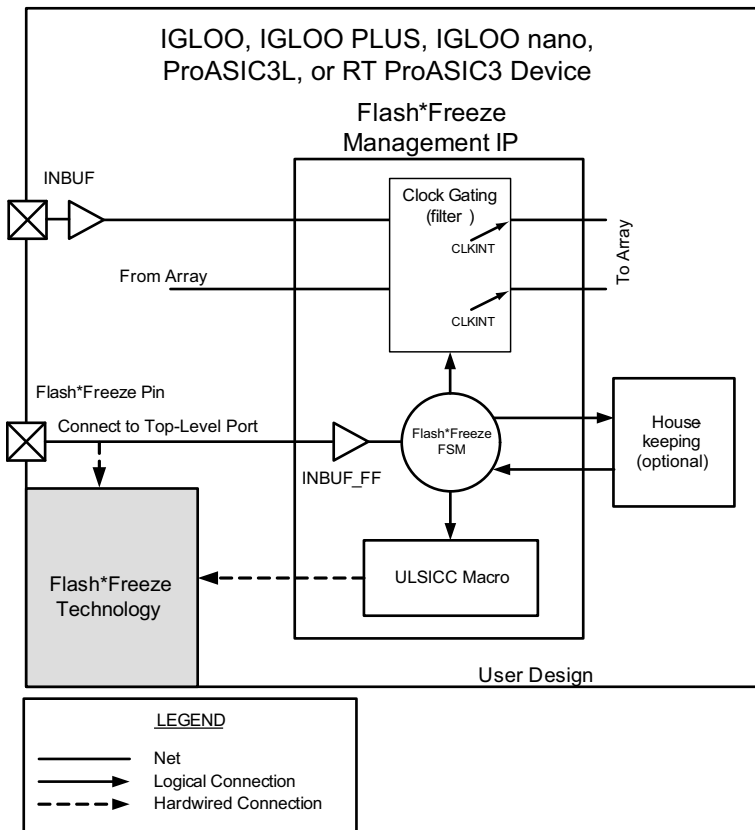 IGLOO, IGLOO PLUS, IGLOO nano,
ProASIC3L, or RT ProASIC3 Device
Flash*Freeze
Management IP
INBUF
Clock Gating
(filter )
CLKINT
To Array
From Array
CLKINT
Flash*Freeze Pin
Connect to Top-Level Port
INBUF_FF
Flash*Freeze
FSM
House
keeping
(optional)
Flash*Freeze
Technology
ULSICC Macro
User Design
LEGEND
Net
Logical Connection
Hardwired Connection